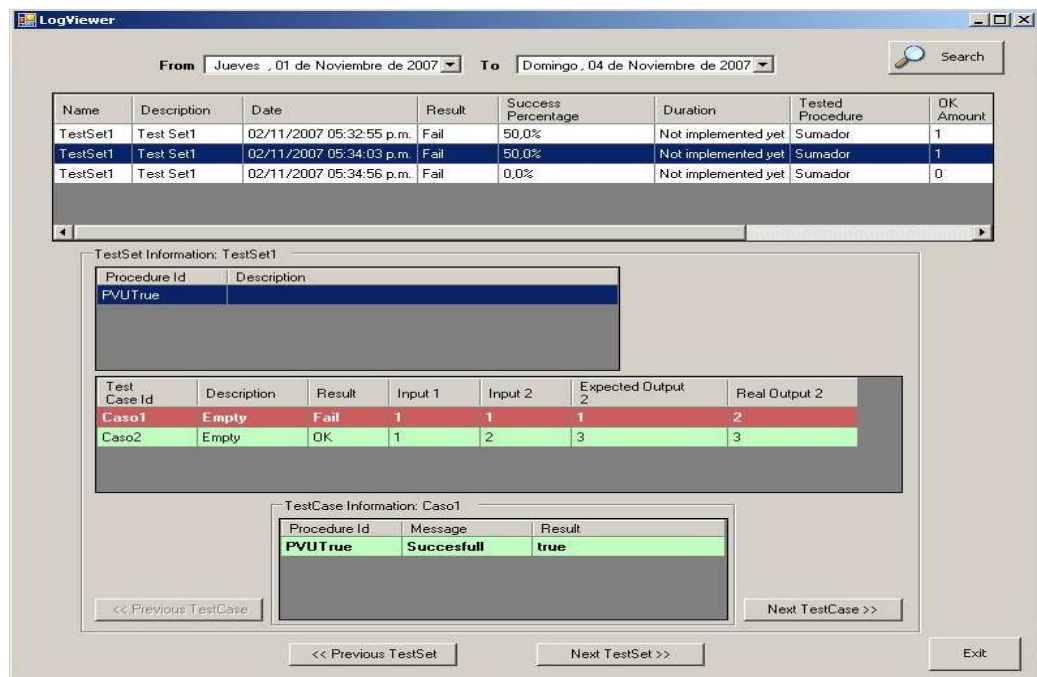 LogViewer
From Jueves , 01 de Noviembre de 2007 To Domingo , 04 de Noviembre de 2007 Search
Name Description Date Result Success Percentage Duration Tested Procedure OK Amount
TestSet1 Test Set1 02/11/2007 05:32:55 p.m. Fail 50,0% Not implemented yet Sumador 1
TestSet1 Test Set1 02/11/2007 05:34:03 p.m. Fail 50,0% Not implemented yet Sumador 1
TestSet1 Test Set1 02/11/2007 05:34:56 p.m. Fail 0,0% Not implemented yet Sumador 0
TestSet Information: TestSet1
Procedure Id Description
PVUTrue
Test Case Id Description Result Input 1 Input 2 Expected Output 2 Real Output 2
Caso1 Empty Fail 1 1 1 2
Caso2 Empty OK 1 2 3 3
TestCase Information: Caso1
Procedure Id Message Result
PVUTrue Succesfull true
<< Previous TestCase Next TestCase >>
<< Previous TestSet Next TestSet >> Exit